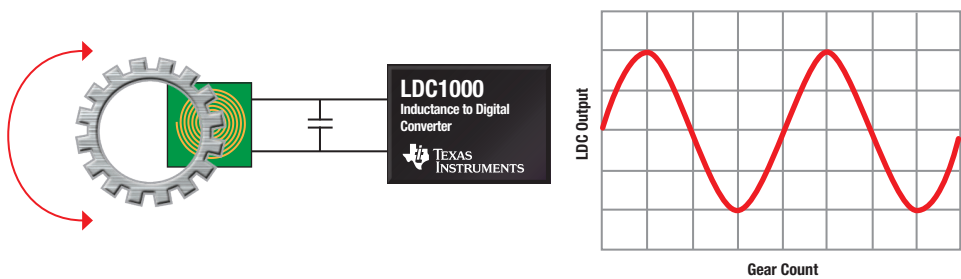 LDC1000
Inductance to Digital
Converter
TEXAS
INSTRUMENTS
LDC Output
Gear Count